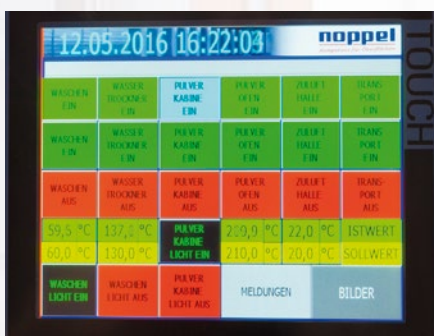 12.05.2016 16:22:03
noppel
TOUCH
WASCHEN EIN
WASSER TROCKNER EIN
PULVER KABINE EIN
PULVER OFEN EIN
ZULUFT HALLE EIN
TRANS- PORT EIN
WASCHEN EIN
WASSER TROCKNER EIN
PULVER KABINE EIN
PULVER OFEN EIN
ZULUFT HALLE EIN
TRANS- PORT EIN
WASCHEN AUS
WASSER TROCKNER AUS
PULVER KABINE AUS
PULVER OFEN AUS
ZULUFT HALLE AUS
TRANS- PORT AUS
59,6 °C
137,1 °C
PULVER KABINE LICHT EIN
209,9 °C
22,0 °C
ISTWERT
60,0 °C
130,0 °C
210,0 °C
20,0 °C
SOLLWERT
WASCHEN LICHT EIN
WASCHEN LICHT AUS
PULVER KABINE LICHT AUS
MELDUNGEN
BILDER